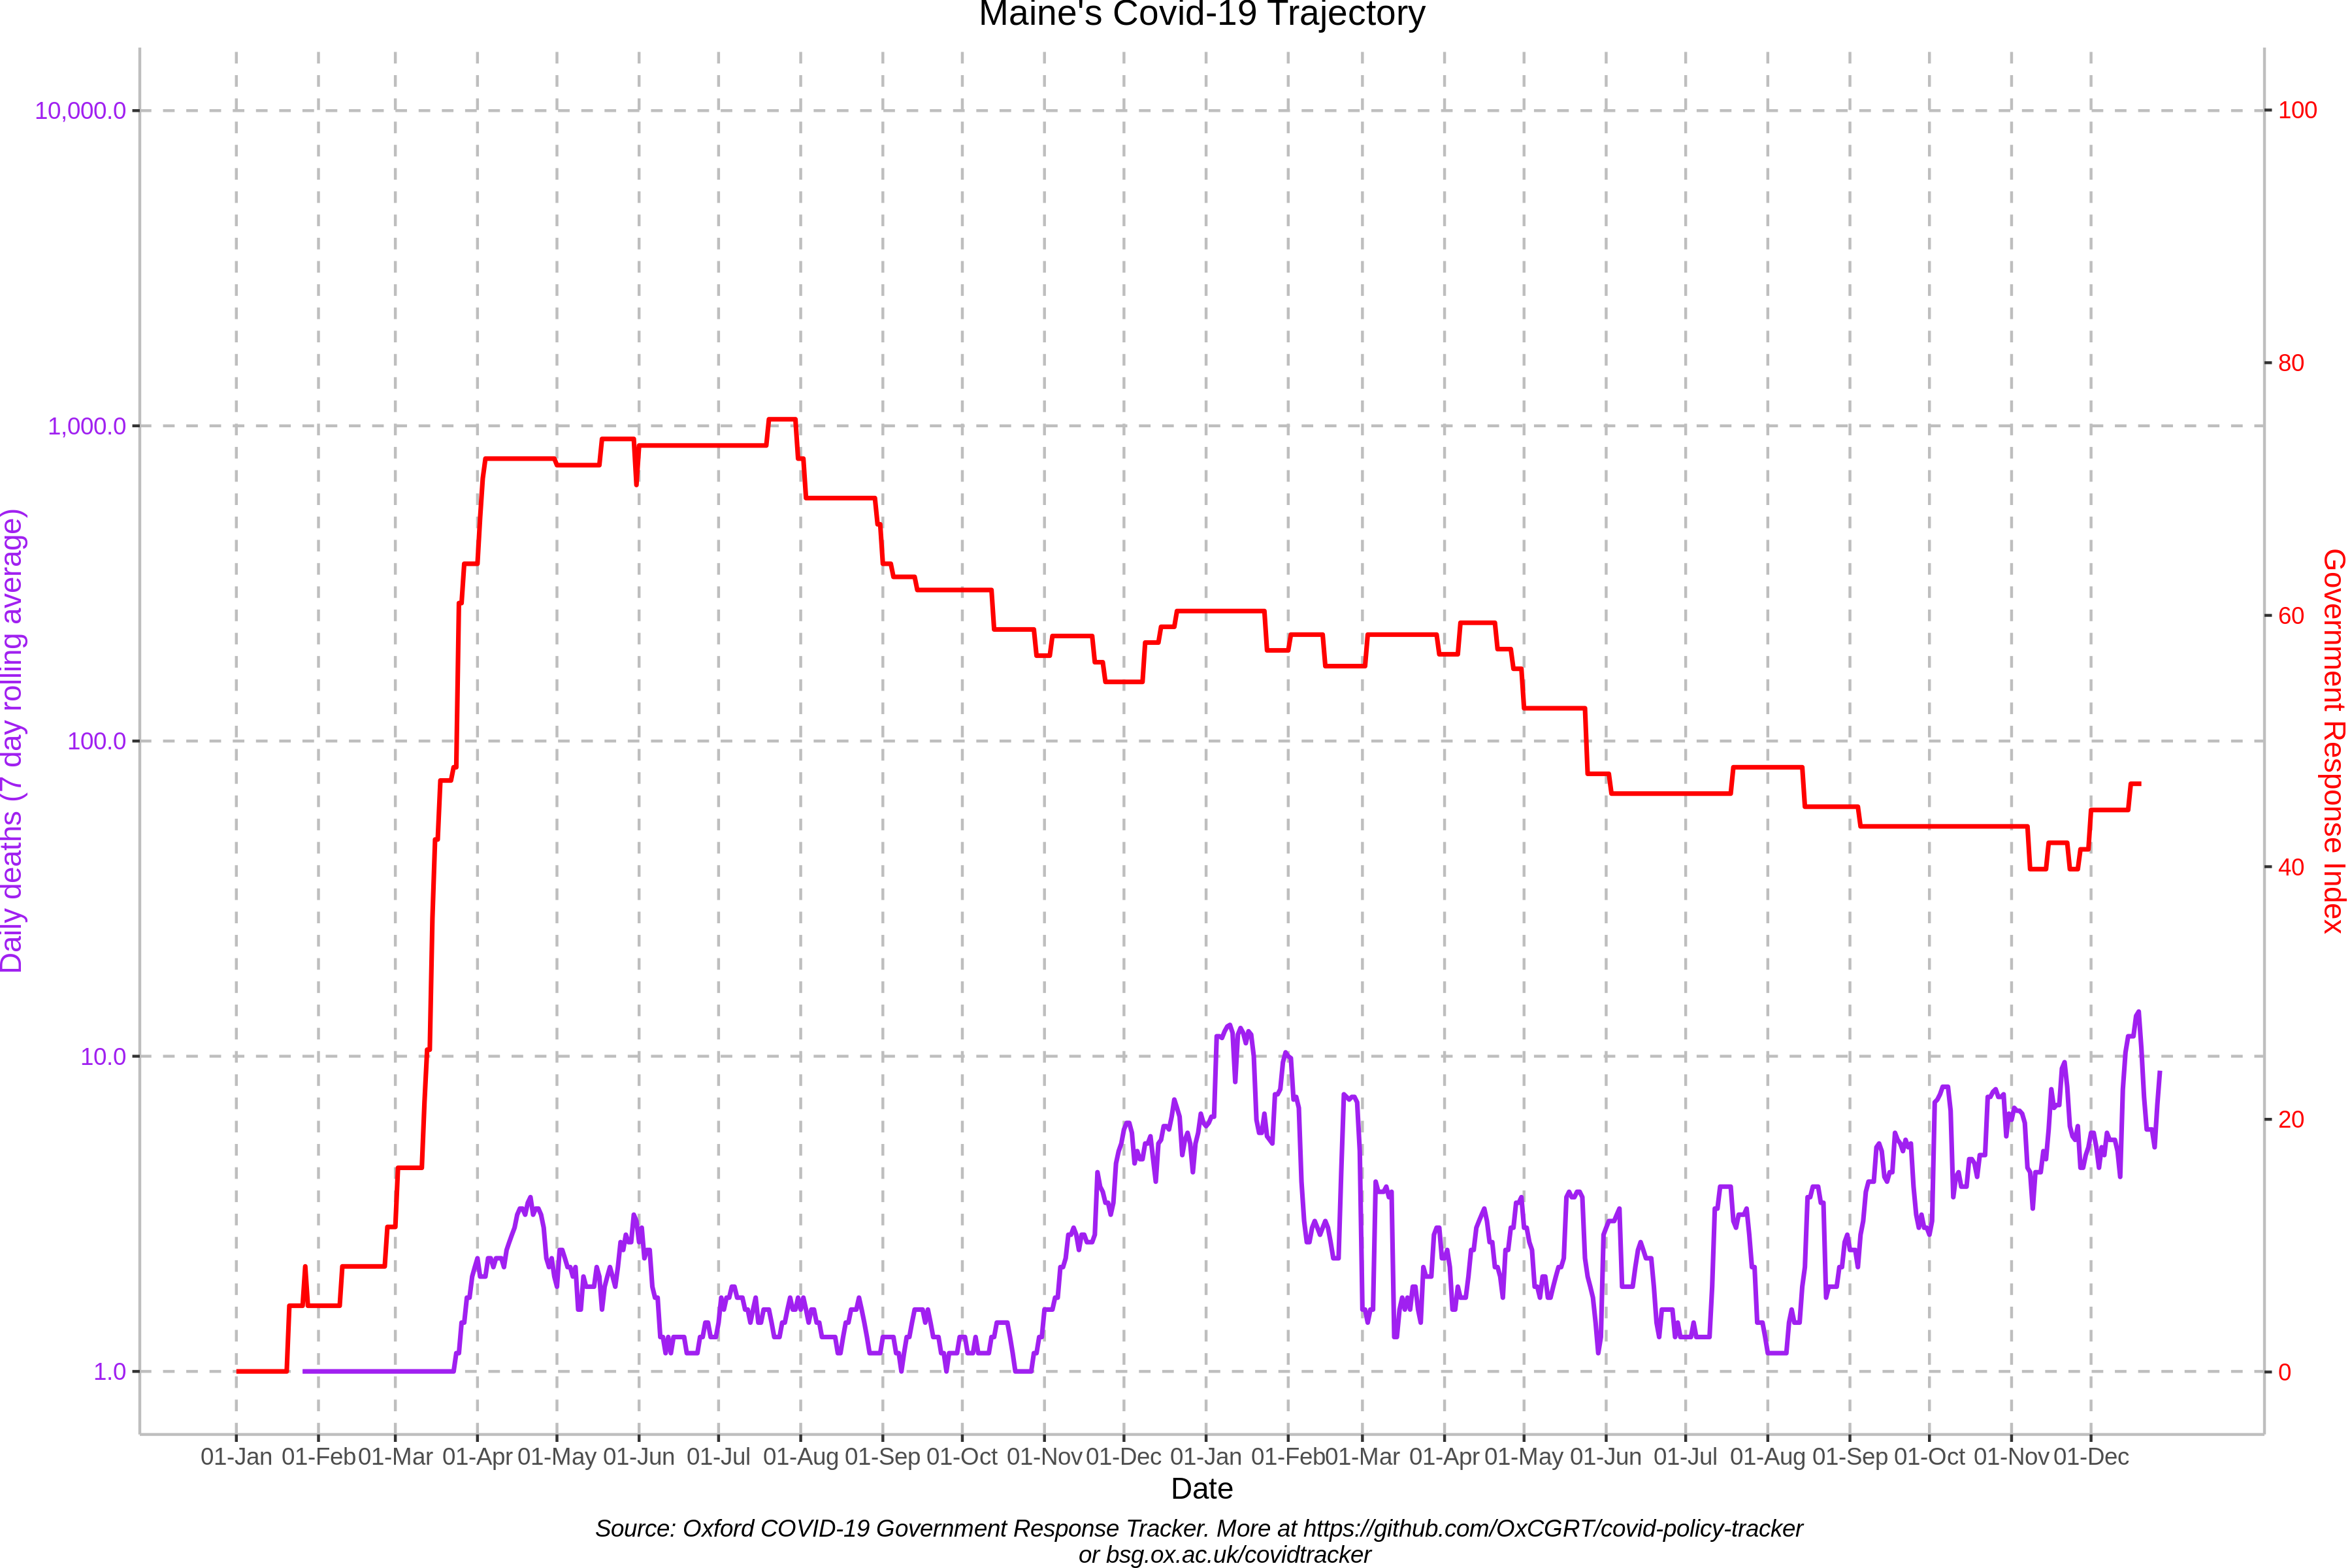 Maine's Covid-19 Trajectory
10,000.0
1,000.0
100.0
10.0
1.0
Daily deaths (7 day rolling average)
100
80
60
40
20
0
Government Response Index
01-Jan 01-Feb 01-Mar 01-Apr 01-May 01-Jun 01-Jul 01-Aug 01-Sep 01-Oct 01-Nov 01-Dec 01-Jan 01-Feb 01-Mar 01-Apr 01-May 01-Jun 01-Jul 01-Aug 01-Sep 01-Oct 01-Nov 01-Dec
Date
Source: Oxford COVID-19 Government Response Tracker. More at https://github.com/OxCGRT/covid-policy-tracker
or bsg.ox.ac.uk/covidtracker